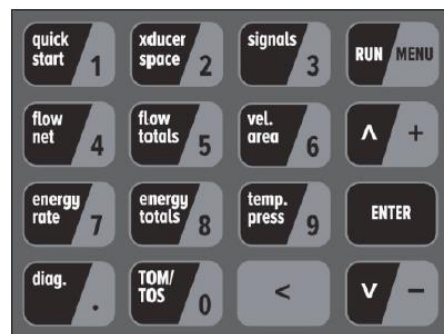 quick start 1
xducer space 2
signals 3
RUN MENU
flow net 4
flow totals 5
vel. area 6
^ +
energy rate 7
energy totals 8
temp. press 9
ENTER
diag. .
TOM/ TOS 0
<
v −